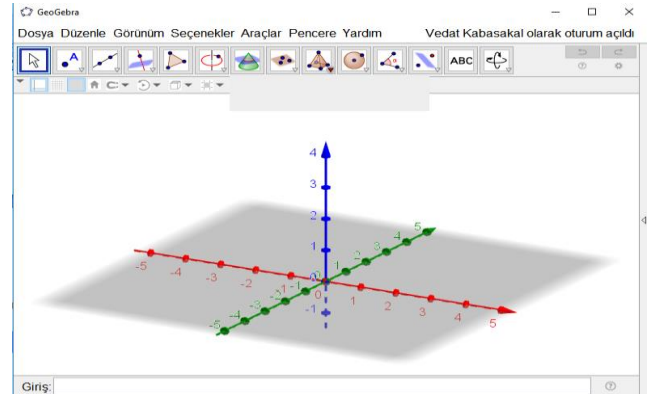 GeoGebra
Dosya Düzenle Görünüm Seçenekler Araçlar Pencere Yardım Vedat Kabasakal olarak oturum açıldı
A ABC
4
3
2
1
0
-1
-5 -4 -3 -2 -1 0 1 2 3 4 5
-5 -4 -3 -2 -1 0 1 2 3 4 5
Giriş: